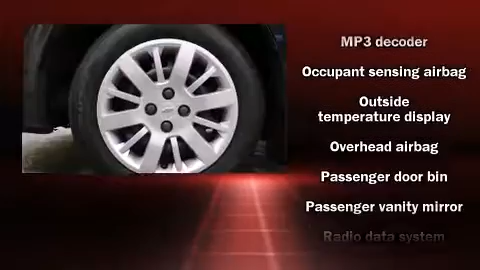 MP3 decoder
Occupant sensing airbag
Outside
temperature display
Overhead airbag
Passenger door bin
Passenger vanity mirror
Radio data system